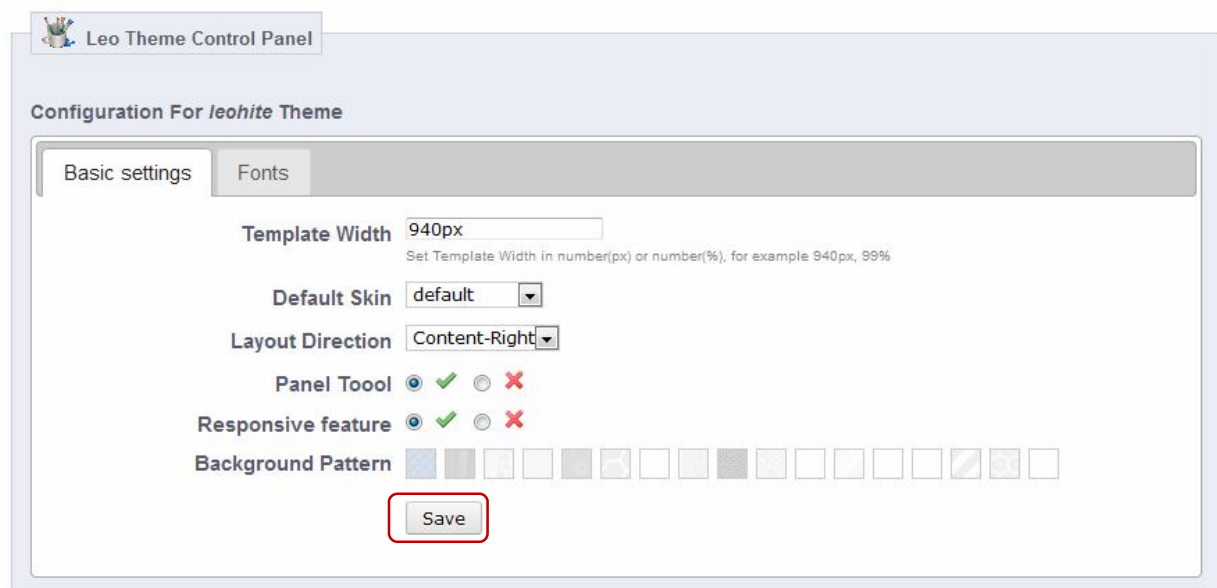 Leo Theme Control Panel
Configuration For leohite Theme
Basic settings Fonts
Template Width 940px
Set Template Width in number(px) or number(%), for example 940px, 99%
Default Skin default
Layout Direction Content-Right
Panel Toool
Responsive feature
Background Pattern
Save